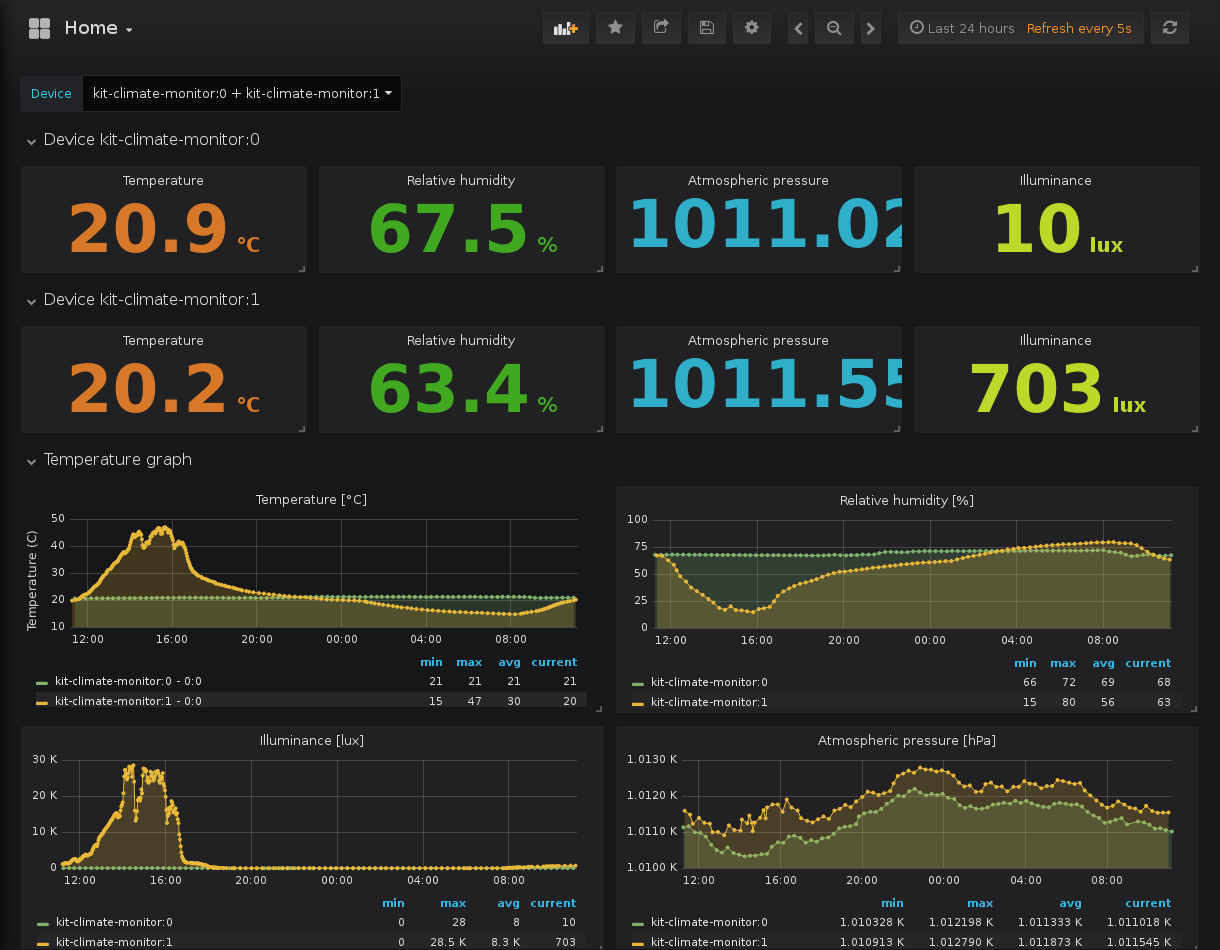 Home
Last 24 hours Refresh every 5s
Device kit-climate-monitor:0 + kit-climate-monitor:1
Device kit-climate-monitor:0
Temperature Relative humidity Atmospheric pressure Illuminance
20.9 °C 67.5 % 1011.02 10 lux
Device kit-climate-monitor:1
Temperature Relative humidity Atmospheric pressure Illuminance
20.2 °C 63.4 % 1011.55 703 lux
Temperature graph
Temperature [°C]
Temperature (C)
50
40
30
20
10
12:00 16:00 20:00 00:00 04:00 08:00
min max avg current
kit-climate-monitor:0 - 0:0 21 21 21 21
kit-climate-monitor:1 - 0:0 15 47 30 20
Relative humidity [%]
100
75
50
25
0
12:00 16:00 20:00 00:00 04:00 08:00
min max avg current
kit-climate-monitor:0 66 72 69 68
kit-climate-monitor:1 15 80 56 63
Illuminance [lux]
30 K
20 K
10 K
0
12:00 16:00 20:00 00:00 04:00 08:00
min max avg current
kit-climate-monitor:0 0 28 8 10
kit-climate-monitor:1 0 28.5 K 8.3 K 703
Atmospheric pressure [hPa]
1.0130 K
1.0120 K
1.0110 K
1.0100 K
12:00 16:00 20:00 00:00 04:00 08:00
min max avg current
kit-climate-monitor:0 1.010328 K 1.012198 K 1.011333 K 1.011018 K
kit-climate-monitor:1 1.010913 K 1.012790 K 1.011873 K 1.011545 K